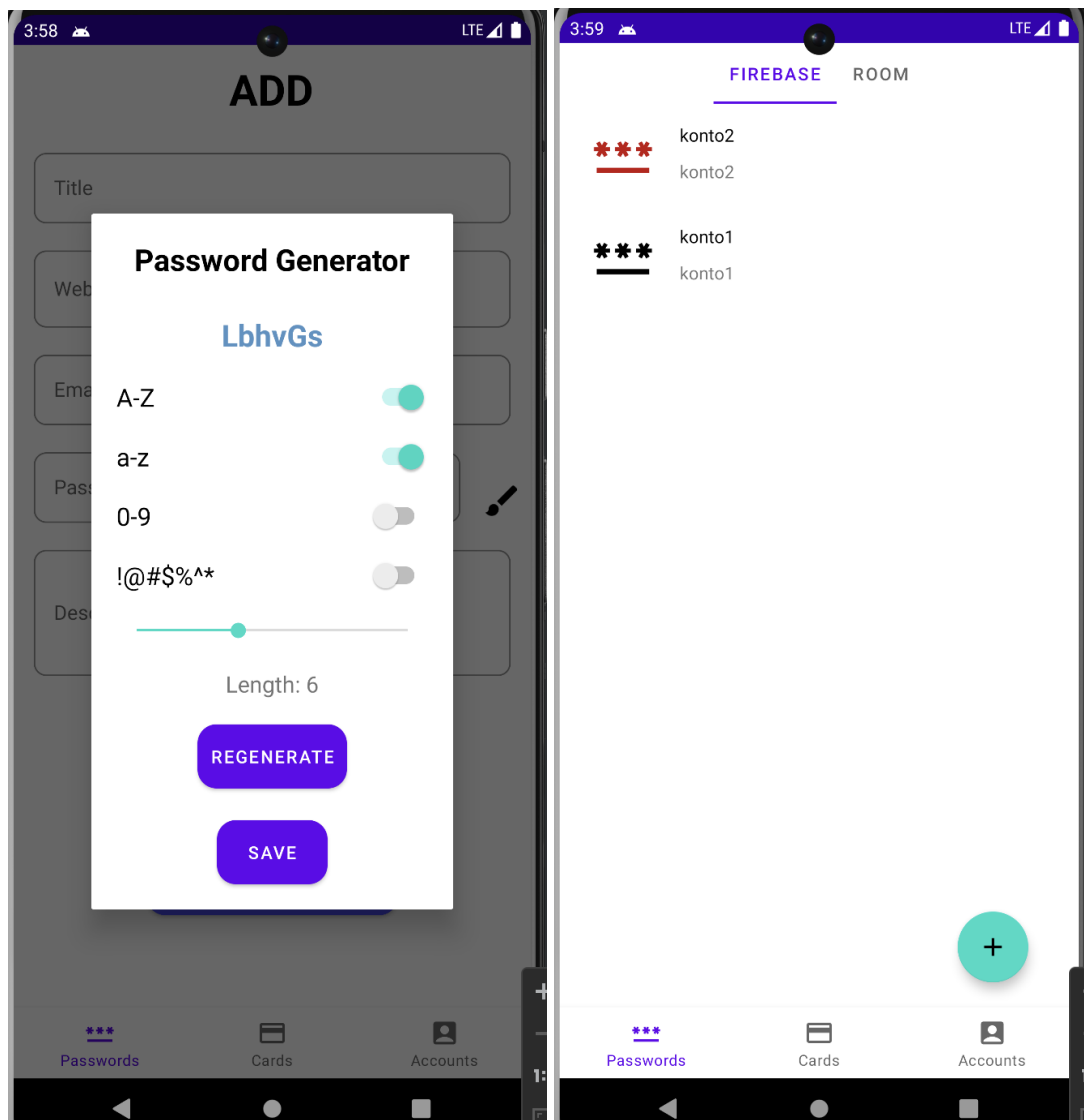 3:58
LTE
ADD
Title
Password Generator
Web
LbhvGs
Ema
A-Z
a-z
Pass
0-9
!@#$%^*
Desc
Length: 6
REGENERATE
SAVE
Passwords
Cards
Accounts
1:
3:59
LTE
FIREBASE
ROOM
konto2
konto2
konto1
konto1
+
Passwords
Cards
Accounts